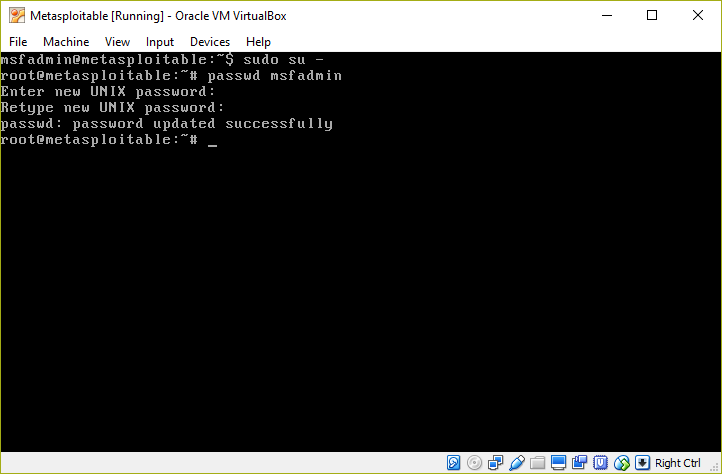 Metasploitable [Running] - Oracle VM VirtualBox
File Machine View Input Devices Help
msfadmin@metasploitable:~$ sudo su -
root@metasploitable:~# passwd msfadmin
Enter new UNIX password:
Retype new UNIX password:
passwd: password updated successfully
root@metasploitable:~# _
Right Ctrl